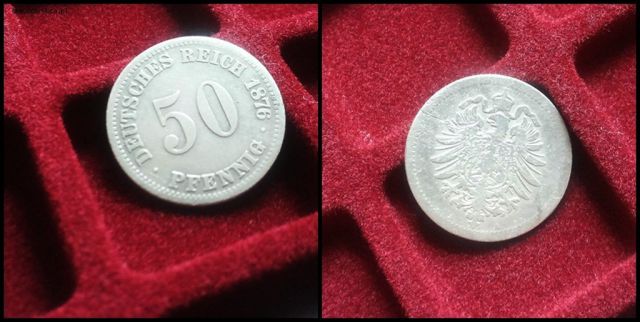 DEUTSCHES REICH 1876
50
PFENNIG